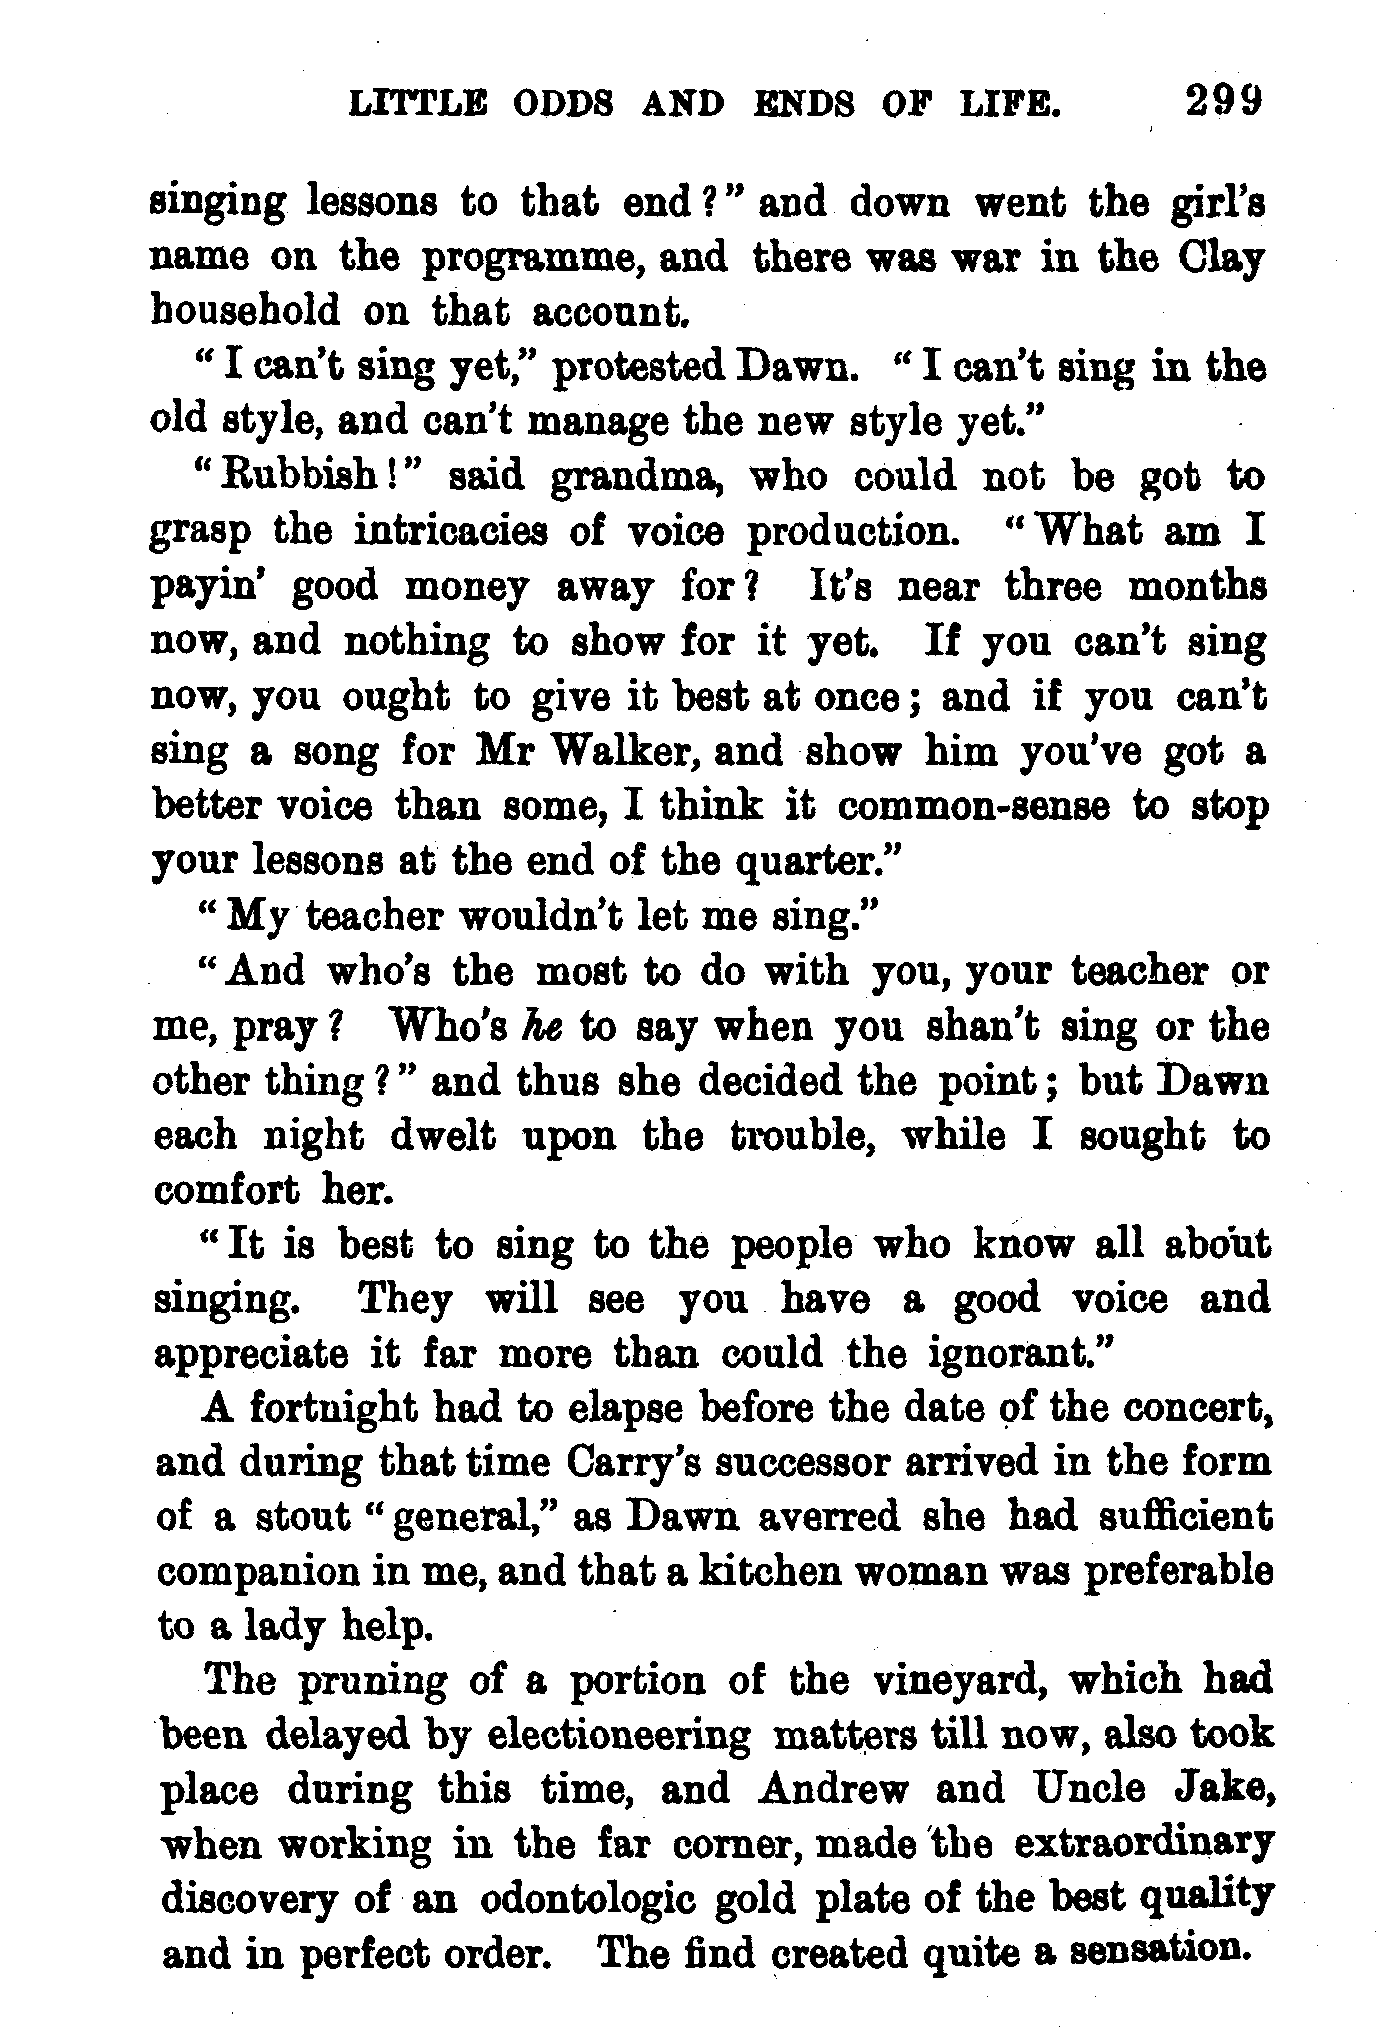 LITTLE ODDS AND ENDS OF LIFE. 299
singing lessons to that end?" and down went the girl's
name on the programme, and there was war in the Clay
household on that account.
"I can't sing yet," protested Dawn. "I can't sing in the
old style, and can't manage the new style yet."
"Rubbish!" said grandma, who could not be got to
grasp the intricacies of voice production. "What am I
payin' good money away for? It's near three months
now, and nothing to show for it yet. If you can't sing
now, you ought to give it best at once; and if you can't
sing a song for Mr Walker, and show him you've got a
better voice than some, I think it common-sense to stop
your lessons at the end of the quarter."
"My teacher wouldn't let me sing."
"And who's the most to do with you, your teacher or
me, pray? Who's he to say when you shan't sing or the
other thing?" and thus she decided the point; but Dawn
each night dwelt upon the trouble, while I sought to
comfort her.
"It is best to sing to the people who know all about
singing. They will see you have a good voice and
appreciate it far more than could the ignorant."
A fortnight had to elapse before the date of the concert,
and during that time Carry's successor arrived in the form
of a stout "general," as Dawn averred she had sufficient
companion in me, and that a kitchen woman was preferable
to a lady help.
The pruning of a portion of the vineyard, which had
been delayed by electioneering matters till now, also took
place during this time, and Andrew and Uncle Jake,
when working in the far corner, made the extraordinary
discovery of an odontologic gold plate of the best quality
and in perfect order. The find created quite a sensation.